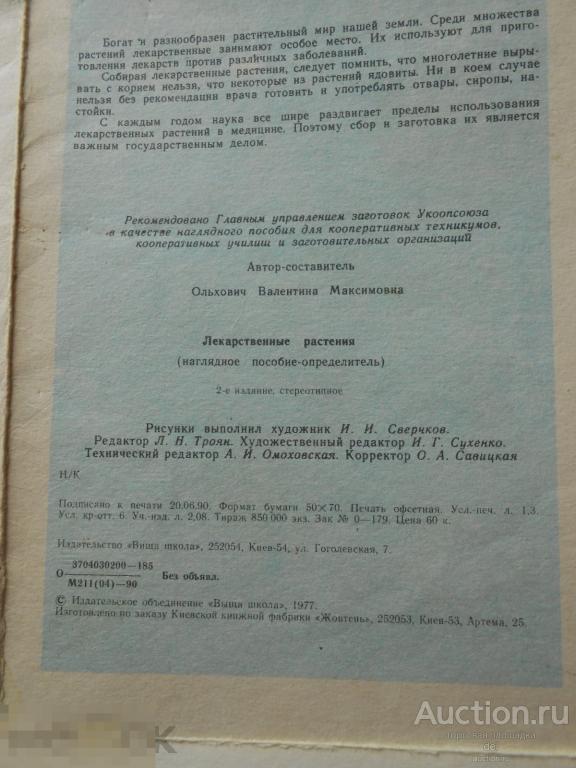 Богат и разнообразен растительный мир нашей земли. Среди множества
растений лекарственные занимают особое место. Их используют для приго-
товления лекарств против различных заболеваний.
Собирая лекарственные растения, следует помнить, что многолетние выры-
вать с корнем нельзя, что некоторые из растений ядовиты. Ни в коем случае
нельзя без рекомендации врача готовить и употреблять отвары, сиропы, на-
стойки.
С каждым годом наука все шире раздвигает пределы использования
лекарственных растений в медицине. Поэтому сбор и заготовка их является
важным государственным делом.
Рекомендовано Главным управлением заготовок Укоопсоюза
в качестве наглядного пособия для кооперативных техникумов,
кооперативных училищ и заготовительных организаций
Автор-составитель
Ольхович Валентина Максимовна
Лекарственные растения
(наглядное пособие-определитель)
2-е издание, стереотипное
Рисунки выполнил художник И. И. Сверчков.
Редактор Л. Н. Троян. Художественный редактор И. Г. Сухенко.
Технический редактор А. И. Омоховская. Корректор О. А. Савицкая
Н/К
Подписано к печати 20.06.90. Формат бумаги 50×70. Печать офсетная. Усл.-печ. л. 1,3.
Усл. кр-отт. 6. Уч.-изд. л. 2,08. Тираж 850 000 экз. Зак № 0—179. Цена 60 к.
Издательство «Вища школа», 252054, Киев-54, ул. Гоголевская, 7.
О 3704030200—185
М211(04)—90 Без объявл.
© Издательское объединение «Выща школа», 1977.
Изготовлено по заказу Киевской книжной фабрики «Жовтень», 252053, Киев-53, Артема, 25.
Auction.ru
торговая площадка
de
auction.ru